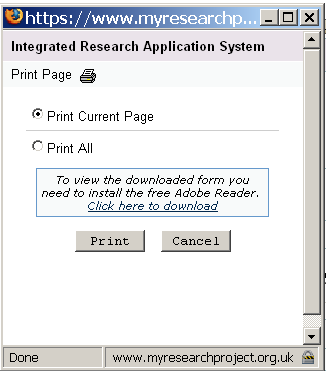 https://www.myresearchp...
Integrated Research Application System
Print Page
Print Current Page
Print All
To view the downloaded form you
need to install the free Adobe Reader.
Click here to download
Print Cancel
Done www.myresearchproject.org.uk